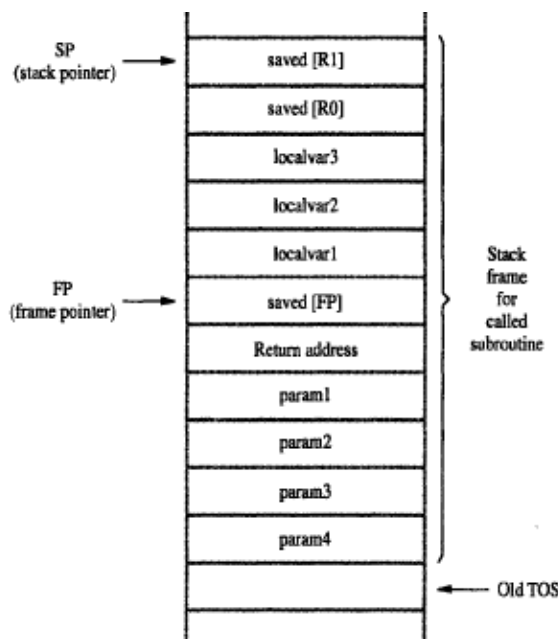 SP
(stack pointer)
saved [R1]
saved [R0]
localvar3
localvar2
localvar1
FP
(frame pointer)
saved [FP]
Return address
param1
param2
param3
param4
Stack
frame
for
called
subroutine
Old TOS